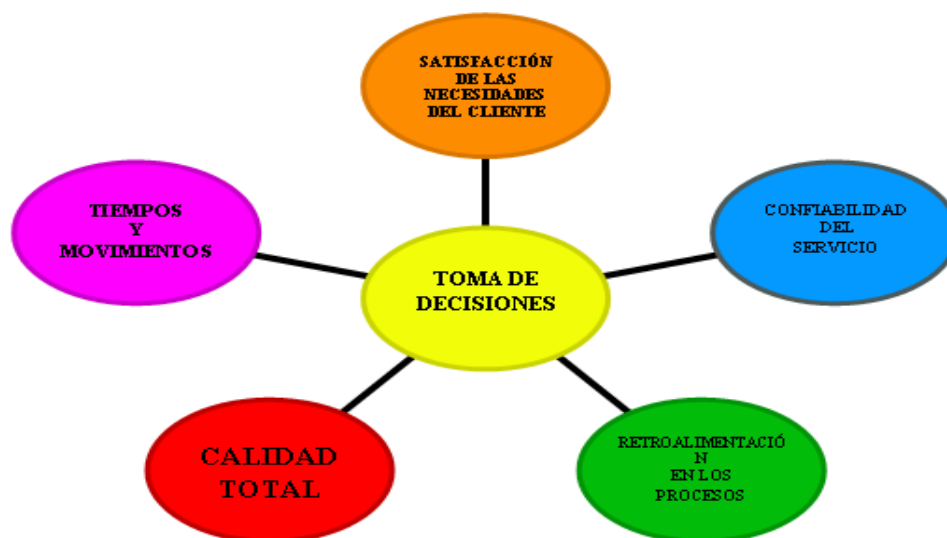 SATISFACCIÓN
DE LAS
NECESIDADES
DEL CLIENTE
TIEMPOS
Y
MOVIMIENTOS
CONFIABILIDAD
DEL
SERVICIO
TOMA DE
DECISIONES
CALIDAD
TOTAL
RETROALIMENTACIÓ
N
EN LOS
PROCESOS